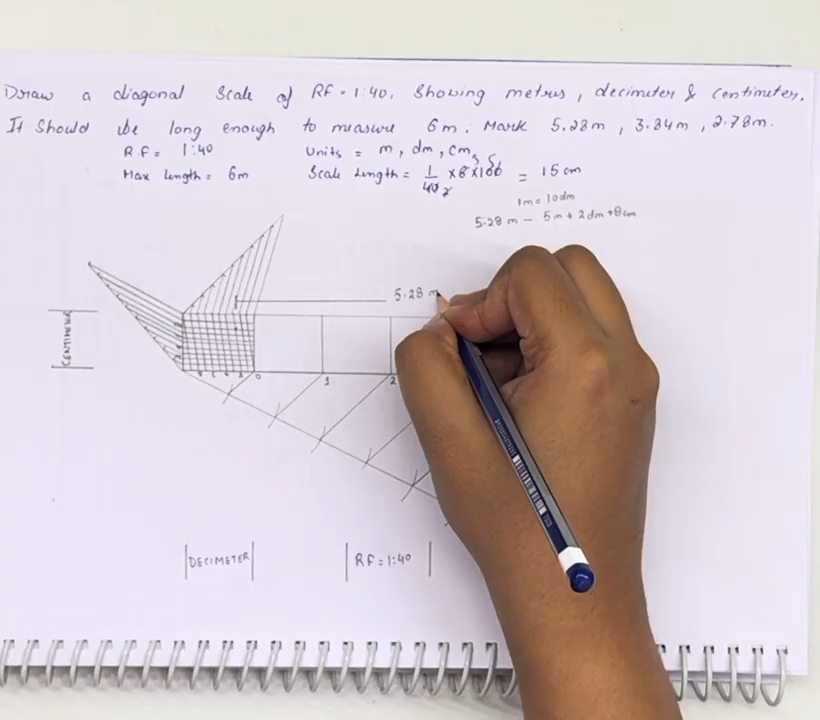 Draw a diagonal Scale of RF = 1:40, Showing metres, decimeter & centimeter.
It Should be long enough to measure 6m. Mark 5.28m, 3.84m, 2.78m.
R.F = 1:40 Units = m, dm, cm
Max Length = 6m Scale Length = 1/40 x 6 x 100 = 15 cm
1m = 10dm
5.28 m - 5m + 2dm + 8cm
5.28 m
CENTIMETER
0 1 2
DECIMETER RF = 1:40